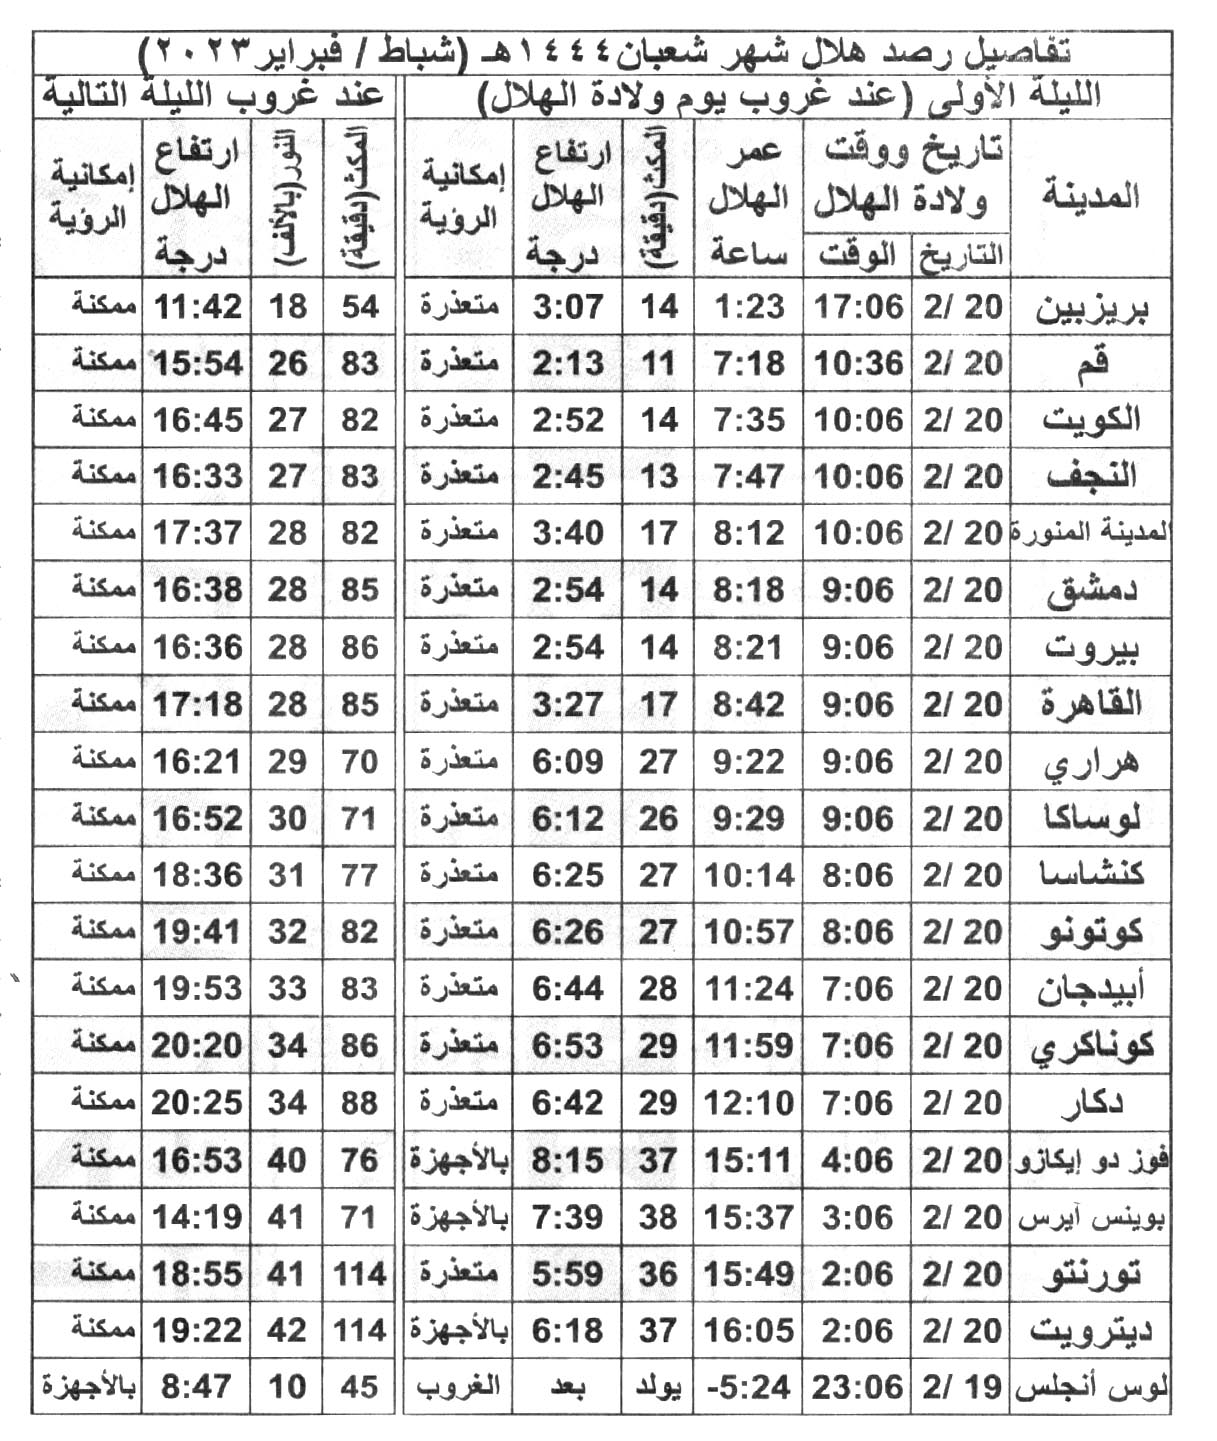 تفاصيل رصد هلال شهر شعبان ١٤٤٤هـ (شباط / فبراير ٢٠٢٣)
الليلة الأولى (عند غروب يوم ولادة الهلال) عند غروب الليلة التالية
المدينة تاريخ ووقت ولادة الهلال التاريخ الوقت عمر الهلال ساعة المكث(دقيقة) ارتفاع الهلال درجة إمكانية الرؤية المكث(دقيقة) النور(بالألف) ارتفاع الهلال درجة إمكانية الرؤية
بريزبين 20 /2 17:06 1:23 14 3:07 متعذرة 54 18 11:42 ممكنة
قم 20 /2 10:36 7:18 11 2:13 متعذرة 83 26 15:54 ممكنة
الكويت 20 /2 10:06 7:35 14 2:52 متعذرة 82 27 16:45 ممكنة
النجف 20 /2 10:06 7:47 13 2:45 متعذرة 83 27 16:33 ممكنة
المدينة المنورة 20 /2 10:06 8:12 17 3:40 متعذرة 82 28 17:37 ممكنة
دمشق 20 /2 9:06 8:18 14 2:54 متعذرة 85 28 16:38 ممكنة
بيروت 20 /2 9:06 8:21 14 2:54 متعذرة 86 28 16:36 ممكنة
القاهرة 20 /2 9:06 8:42 17 3:27 متعذرة 85 28 17:18 ممكنة
هراري 20 /2 9:06 9:22 27 6:09 متعذرة 70 29 16:21 ممكنة
لوساكا 20 /2 9:06 9:29 26 6:12 متعذرة 71 30 16:52 ممكنة
كنشاسا 20 /2 8:06 10:14 27 6:25 متعذرة 77 31 18:36 ممكنة
كوتونو 20 /2 8:06 10:57 27 6:26 متعذرة 82 32 19:41 ممكنة
أبيدجان 20 /2 7:06 11:24 28 6:44 متعذرة 83 33 19:53 ممكنة
كوناكري 20 /2 7:06 11:59 29 6:53 متعذرة 86 34 20:20 ممكنة
دكار 20 /2 7:06 12:10 29 6:42 متعذرة 88 34 20:25 ممكنة
فوز دو إيكازو 20 /2 4:06 15:11 37 8:15 بالأجهزة 76 40 16:53 ممكنة
بوينس آيرس 20 /2 3:06 15:37 38 7:39 بالأجهزة 71 41 14:19 ممكنة
تورنتو 20 /2 2:06 15:49 36 5:59 متعذرة 114 41 18:55 ممكنة
ديترويت 20 /2 2:06 16:05 37 6:18 بالأجهزة 114 42 19:22 ممكنة
لوس أنجلس 19 /2 23:06 -5:24 يولد بعد الغروب 45 10 8:47 بالأجهزة